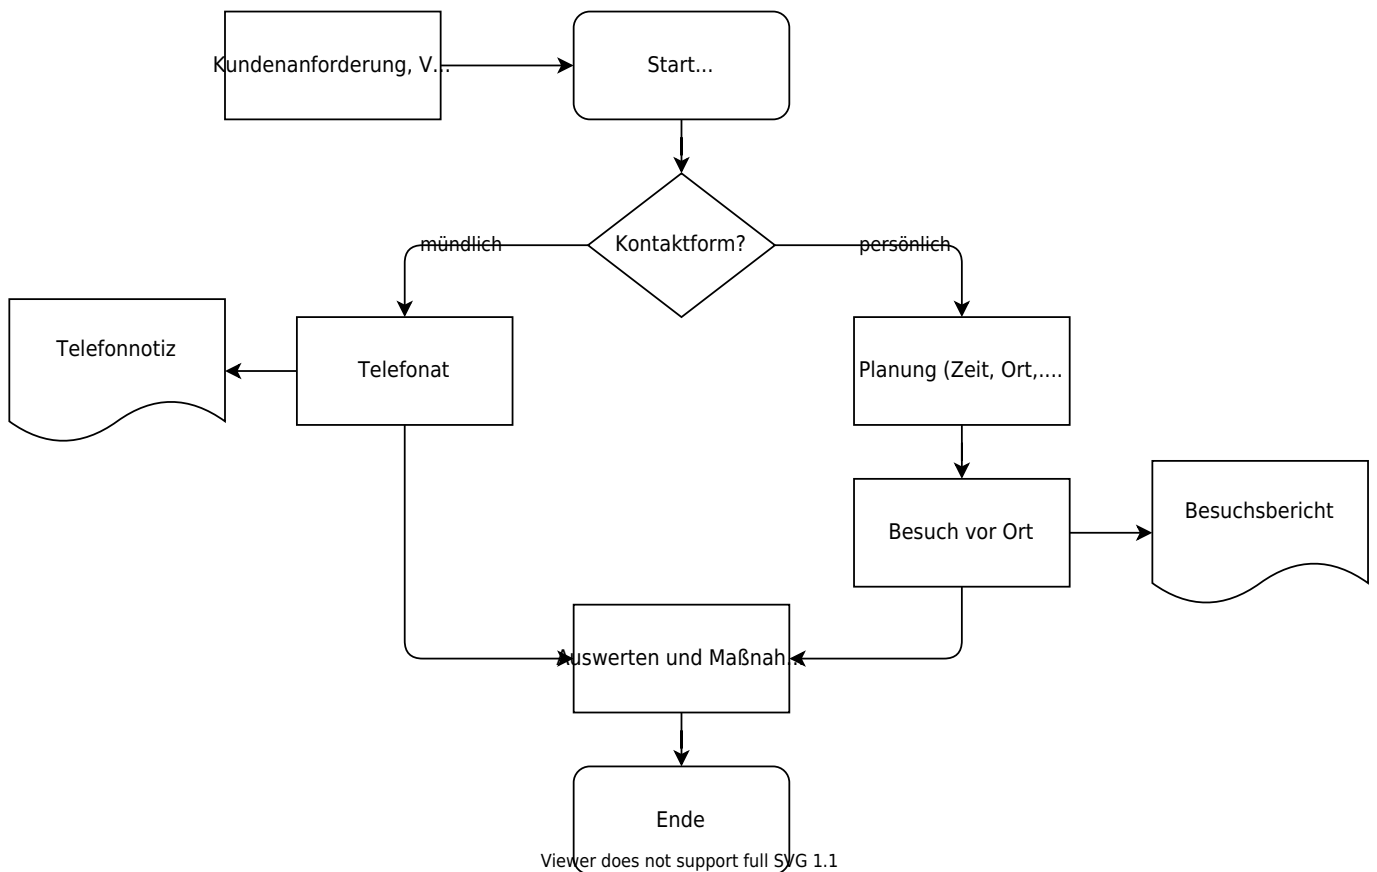 Kundenanforderung, V...
Start...
Kontaktform?
mündlich
persönlich
Telefonnotiz
Telefonat
Planung (Zeit, Ort,....
Besuch vor Ort
Besuchsbericht
Auswerten und Maßnah...
Ende
Viewer does not support full SVG 1.1